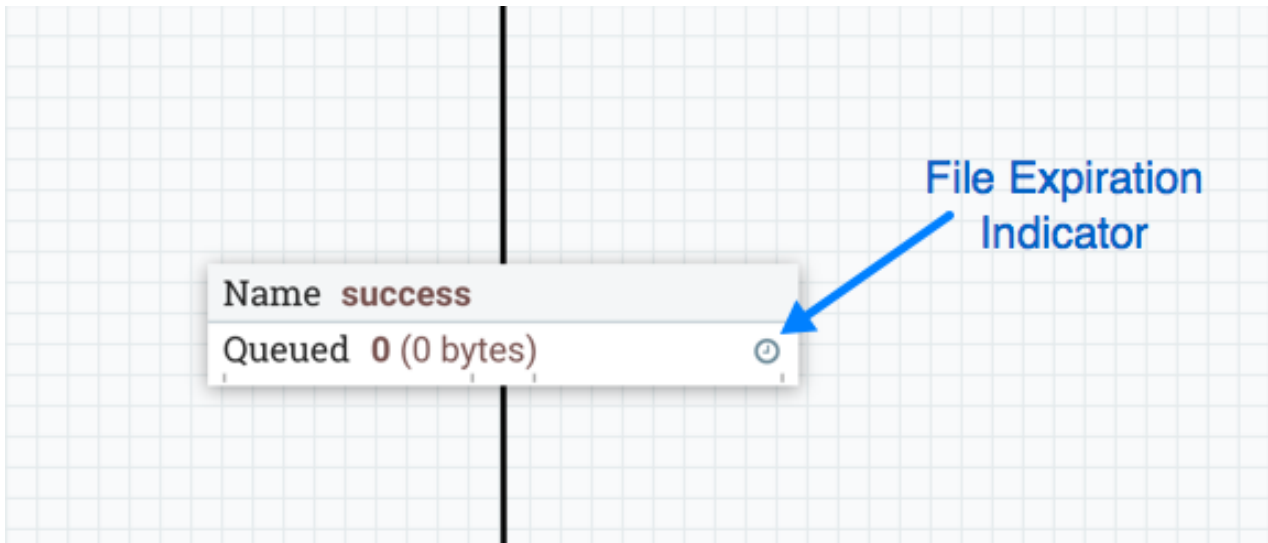 File Expiration
Indicator
Name success
Queued 0 (0 bytes)